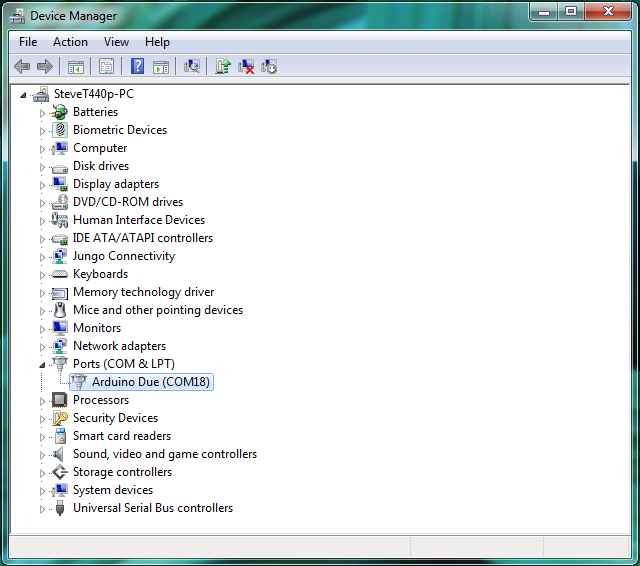 Device Manager
File Action View Help
SteveT440p-PC
Batteries
Biometric Devices
Computer
Disk drives
Display adapters
DVD/CD-ROM drives
Human Interface Devices
IDE ATA/ATAPI controllers
Jungo Connectivity
Keyboards
Memory technology driver
Mice and other pointing devices
Monitors
Network adapters
Ports (COM & LPT)
Arduino Due (COM18)
Processors
Security Devices
Smart card readers
Sound, video and game controllers
Storage controllers
System devices
Universal Serial Bus controllers